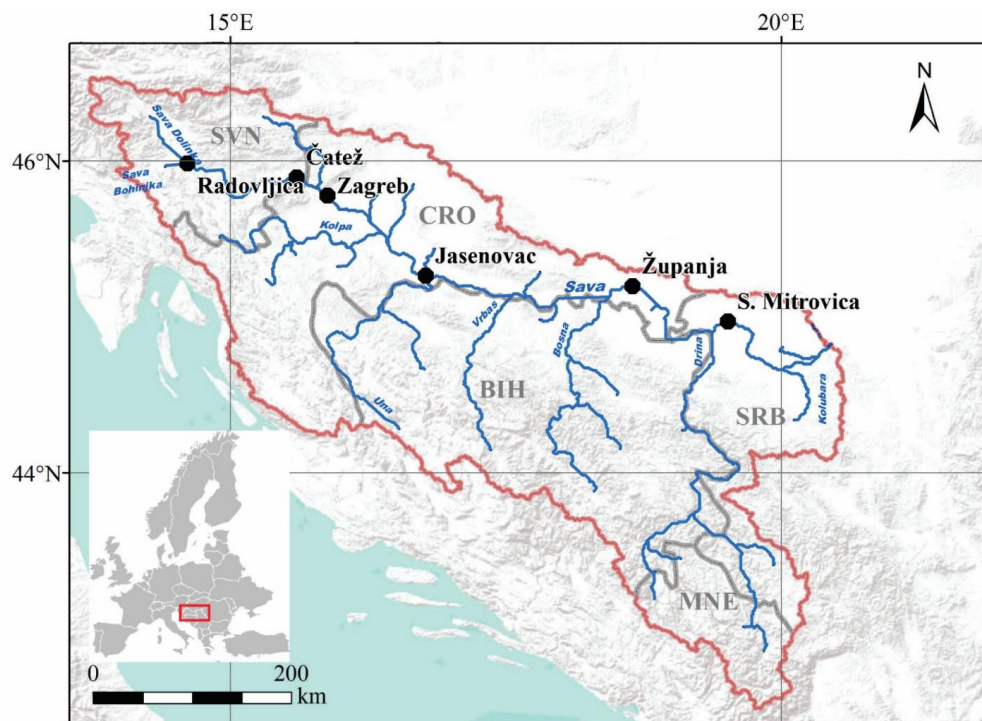 15°E
20°E
N
46°N
Sava Dolinka
SVN
Čatež
Sava
Bohinjka
Radovljica
Zagreb
CRO
Kolpa
Jasenovac
Županja
Sava
S. Mitrovica
Vrbas
Bosna
Drina
BIH
Una
SRB
Kolubara
44°N
MNE
0
200
km